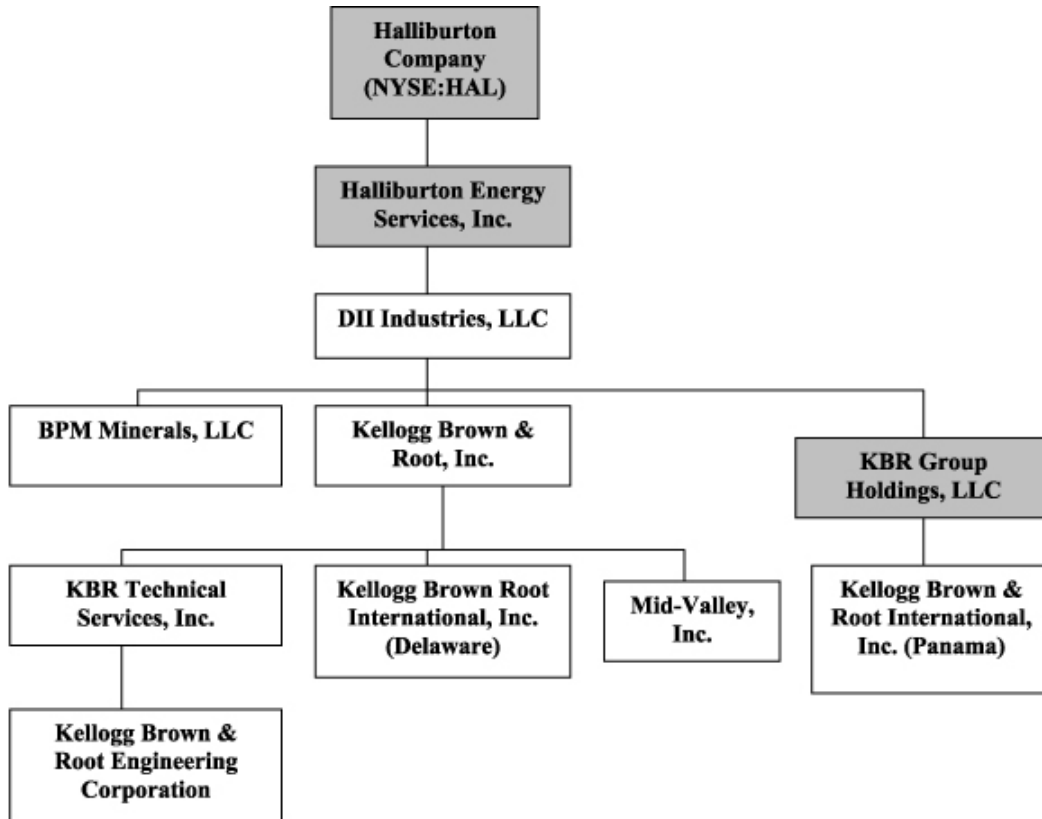 Halliburton
Company
(NYSE:HAL)
Halliburton Energy
Services, Inc.
DII Industries, LLC
BPM Minerals, LLC
Kellogg Brown &
Root, Inc.
KBR Group
Holdings, LLC
KBR Technical
Services, Inc.
Kellogg Brown Root
International, Inc.
(Delaware)
Mid-Valley,
Inc.
Kellogg Brown &
Root International,
Inc. (Panama)
Kellogg Brown &
Root Engineering
Corporation